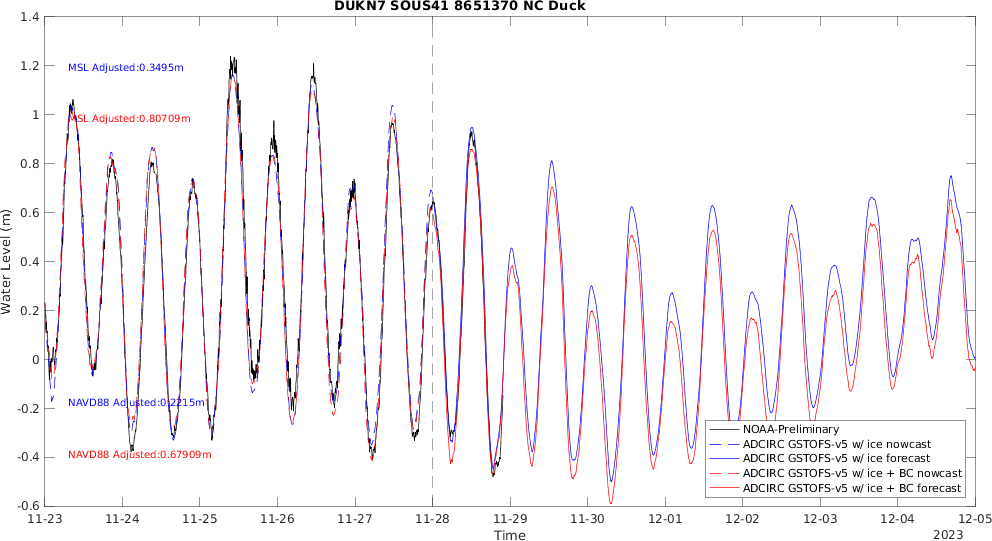 DUKN7 SOUS41 8651370 NC Duck
1.4
1.2
1
0.8
0.6
0.4
0.2
0
-0.2
-0.4
-0.6
Water Level (m)
MSL Adjusted:0.3495m
MSL Adjusted:0.80709m
NAVD88 Adjusted:0.2215m
NAVD88 Adjusted:0.67909m
NOAA-Preliminary
ADCIRC GSTOFS-v5 w/ ice nowcast
ADCIRC GSTOFS-v5 w/ ice forecast
ADCIRC GSTOFS-v5 w/ ice + BC nowcast
ADCIRC GSTOFS-v5 w/ ice + BC forecast
11-23 11-24 11-25 11-26 11-27 11-28 11-29 11-30 12-01 12-02 12-03 12-04 12-05
Time
2023